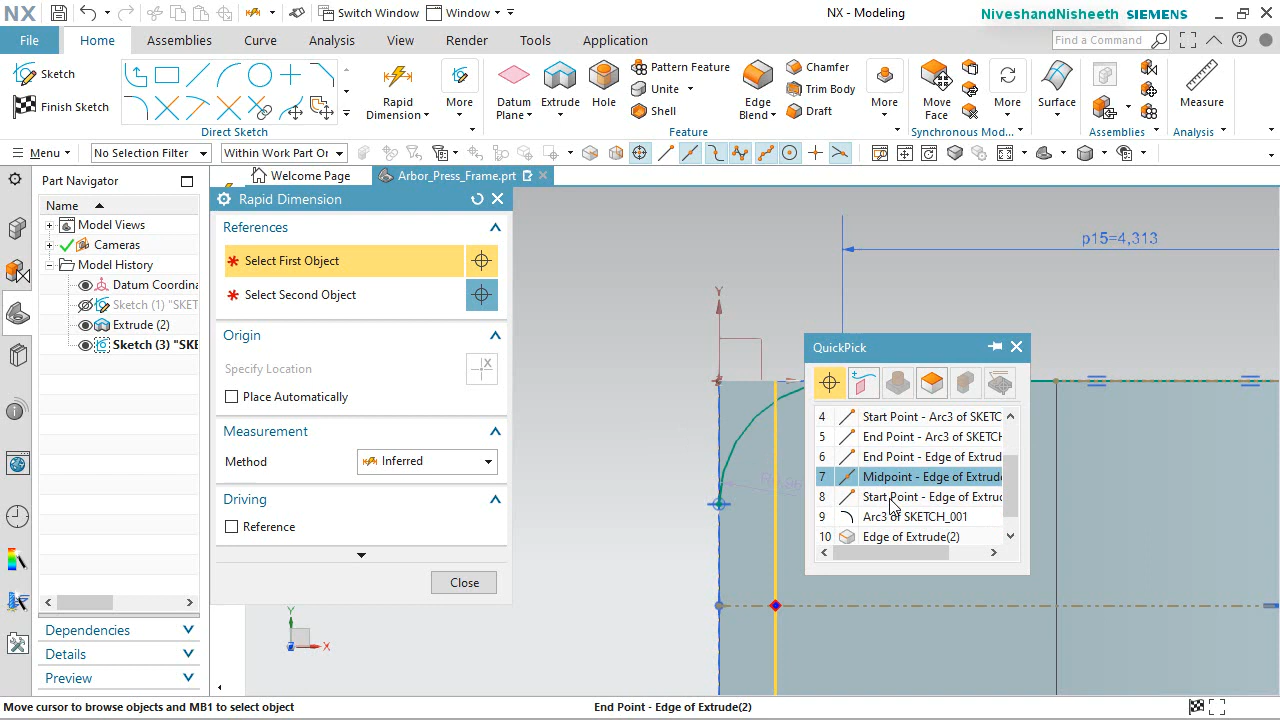 NX
Switch Window
Window
NX - Modeling
NiveshandNisheeth SIEMENS
File
Home
Assemblies
Curve
Analysis
View
Render
Tools
Application
Find a Command
Sketch
Finish Sketch
Direct Sketch
Rapid Dimension
More
Datum Plane
Extrude
Hole
Pattern Feature
Unite
Shell
Edge Blend
Chamfer
Trim Body
Draft
More
Feature
Move Face
More
Synchronous Mod...
Surface
Assemblies
Measure
Analysis
Menu
No Selection Filter
Within Work Part Or
Part Navigator
Welcome Page
Arbor_Press_Frame.prt
Name
Model Views
Cameras
Model History
Datum Coordina
Sketch (1) "SKET
Extrude (2)
Sketch (3) "SKE
Dependencies
Details
Preview
Rapid Dimension
References
Select First Object
Select Second Object
Origin
Specify Location
Place Automatically
Measurement
Method
Inferred
Driving
Reference
Close
p15=4,313
Y
QuickPick
4 Start Point - Arc3 of SKETC
5 End Point - Arc3 of SKETCH
6 End Point - Edge of Extrud
7 Midpoint - Edge of Extrude
8 Start Point - Edge of Extrud
9 Arc3 of SKETCH_001
10 Edge of Extrude(2)
Y
X
Move cursor to browse objects and MB1 to select object
End Point - Edge of Extrude(2)